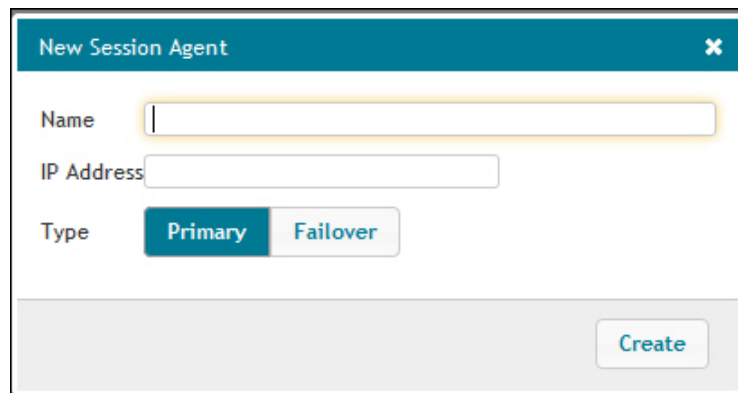 New Session Agent
Name
IP Address
Type Primary Failover
Create